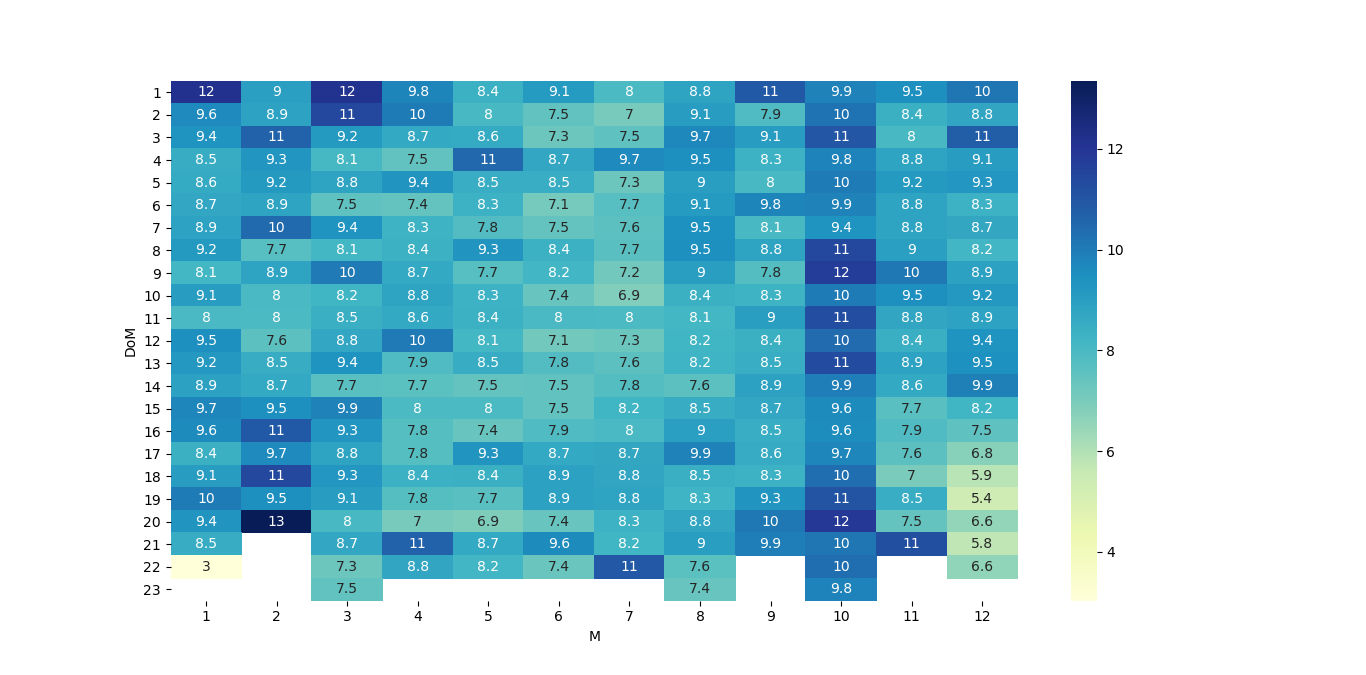 1 12 9 12 9.8 8.4 9.1 8 8.8 11 9.9 9.5 10
2 9.6 8.9 11 10 8 7.5 7 9.1 7.9 10 8.4 8.8
3 9.4 11 9.2 8.7 8.6 7.3 7.5 9.7 9.1 11 8 11
12
4 8.5 9.3 8.1 7.5 11 8.7 9.7 9.5 8.3 9.8 8.8 9.1
5 8.6 9.2 8.8 9.4 8.5 8.5 7.3 9 8 10 9.2 9.3
6 8.7 8.9 7.5 7.4 8.3 7.1 7.7 9.1 9.8 9.9 8.8 8.3
7 8.9 10 9.4 8.3 7.8 7.5 7.6 9.5 8.1 9.4 8.8 8.7
8 9.2 7.7 8.1 8.4 9.3 8.4 7.7 9.5 8.8 11 9 8.2
10
9 8.1 8.9 10 8.7 7.7 8.2 7.2 9 7.8 12 10 8.9
10 9.1 8 8.2 8.8 8.3 7.4 6.9 8.4 8.3 10 9.5 9.2
11 8 8 8.5 8.6 8.4 8 8 8.1 9 11 8.8 8.9
DoM
12 9.5 7.6 8.8 10 8.1 7.1 7.3 8.2 8.4 10 8.4 9.4
8
13 9.2 8.5 9.4 7.9 8.5 7.8 7.6 8.2 8.5 11 8.9 9.5
14 8.9 8.7 7.7 7.7 7.5 7.5 7.8 7.6 8.9 9.9 8.6 9.9
15 9.7 9.5 9.9 8 8 7.5 8.2 8.5 8.7 9.6 7.7 8.2
16 9.6 11 9.3 7.8 7.4 7.9 8 9 8.5 9.6 7.9 7.5
17 8.4 9.7 8.8 7.8 9.3 8.7 8.7 9.9 8.6 9.7 7.6 6.8
6
18 9.1 11 9.3 8.4 8.4 8.9 8.8 8.5 8.3 10 7 5.9
19 10 9.5 9.1 7.8 7.7 8.9 8.8 8.3 9.3 11 8.5 5.4
20 9.4 13 8 7 6.9 7.4 8.3 8.8 10 12 7.5 6.6
21 8.5 8.7 11 8.7 9.6 8.2 9 9.9 10 11 5.8
4
22 3 7.3 8.8 8.2 7.4 11 7.6 10 6.6
23 7.5 7.4 9.8
1 2 3 4 5 6 7 8 9 10 11 12
M